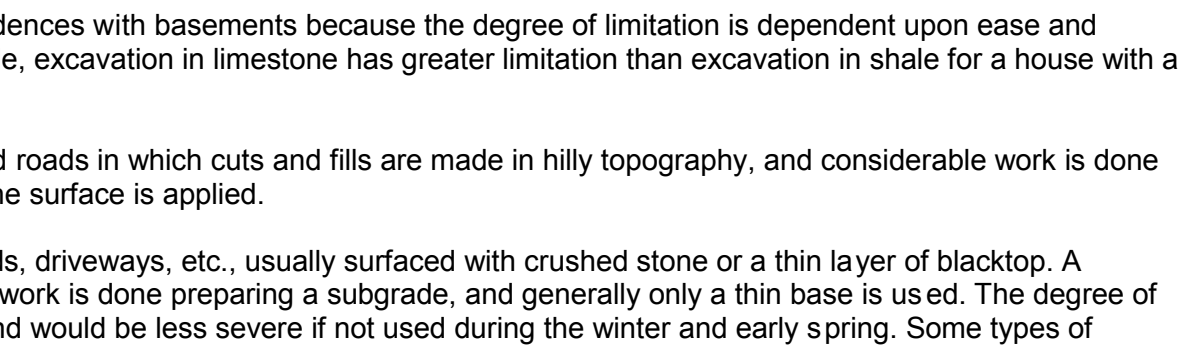 dences with basements because the degree of limitation is dependent upon ease and
e, excavation in limestone has greater limitation than excavation in shale for a house with a
d roads in which cuts and fills are made in hilly topography, and considerable work is done
ne surface is applied.
ds, driveways, etc., usually surfaced with crushed stone or a thin layer of blacktop. A
work is done preparing a subgrade, and generally only a thin base is used. The degree of
nd would be less severe if not used during the winter and early spring. Some types of